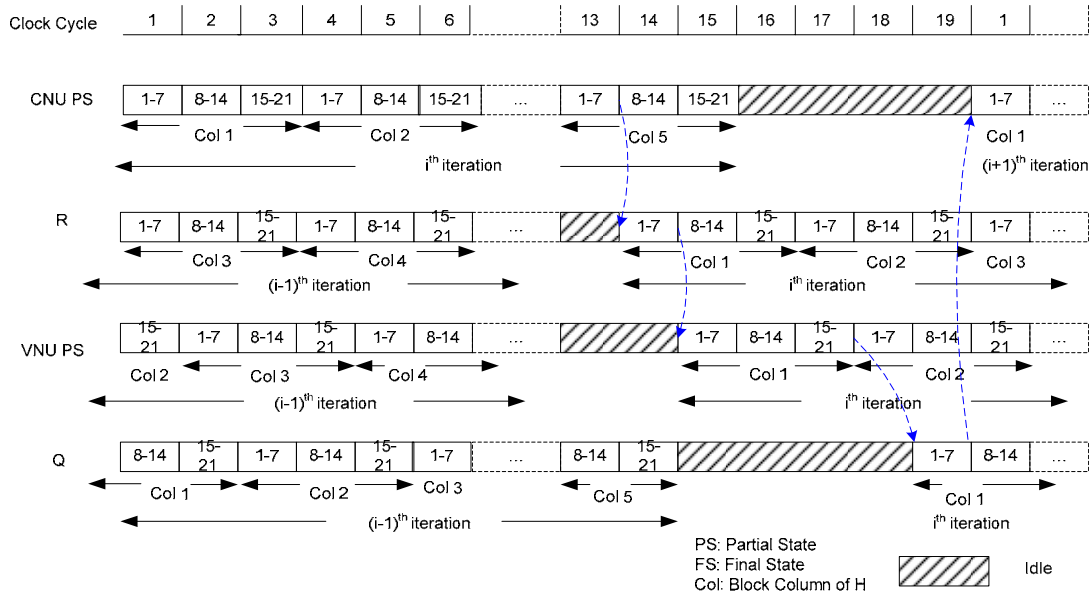 Clock Cycle 1 2 3 4 5 6 13 14 15 16 17 18 19 1
CNU PS 1-7 8-14 15-21 1-7 8-14 15-21 ... 1-7 8-14 15-21 1-7 ...
Col 1 Col 2 Col 5 Col 1
ith iteration (i+1)th iteration
R 1-7 8-14 15-21 1-7 8-14 15-21 ... 1-7 8-14 15-21 1-7 8-14 15-21 1-7 ...
Col 3 Col 4 Col 1 Col 2 Col 3
(i-1)th iteration ith iteration
VNU PS 15-21 1-7 8-14 15-21 1-7 8-14 ... 1-7 8-14 15-21 1-7 8-14 15-21 ...
Col 2 Col 3 Col 4 Col 1 Col 2
(i-1)th iteration ith iteration
Q 8-14 15-21 1-7 8-14 15-21 1-7 ... 8-14 15-21 1-7 8-14 ...
Col 1 Col 2 Col 3 Col 5 Col 1
(i-1)th iteration ith iteration
PS: Partial State
FS: Final State
Col: Block Column of H
Idle